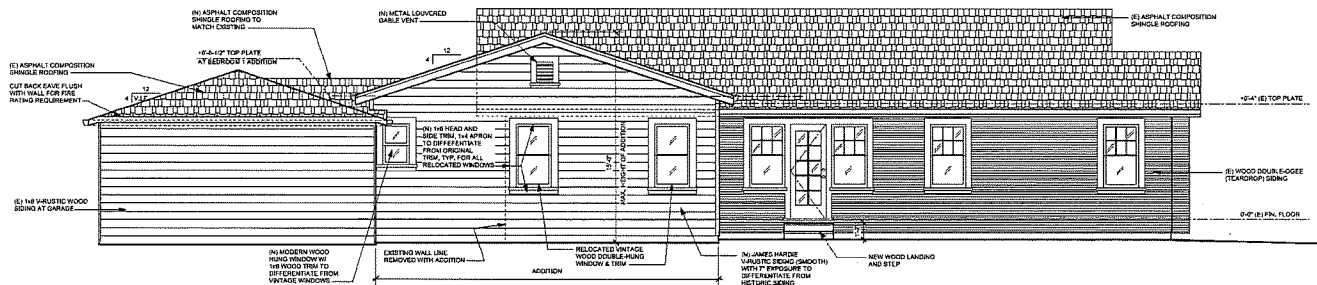 (N) ASPHALT COMPOSITION
SHINGLE ROOFING TO
MATCH EXISTING
(N) METAL LOUVERED
GABLE VENT
(E) ASPHALT COMPOSITION
SHINGLE ROOFING
+8'-8-1/2" TOP PLATE
AT BEDROOM 1 ADDITION
12
4
(E) ASPHALT COMPOSITION
SHINGLE ROOFING
CUT BACK EAVE FLUSH
WITH WALL FOR FIRE
RATING REQUIREMENT
12
4
V.I.F.
(E) TOP PLATE
(N) 1x6 HEAD AND
SIDE TRIM, 1x4 APRON
TO DIFFERENTIATE
FROM ORIGINAL
TRIM, TYP. FOR ALL
RELOCATED WINDOWS
15'-0"
MAX. HEIGHT OF ADDITION
(E) WOOD DOUBLE-OGEE
(TEARDROP) SIDING
(E) 1x8 V-RUSTIC WOOD
SIDING AT GARAGE
0'-0" (E) FIN. FLOOR
(N) MODERN WOOD
HUNG WINDOW W/
1x6 WOOD TRIM TO
DIFFERENTIATE FROM
VINTAGE WINDOWS
EXISTING WALL LINE
REMOVED WITH ADDITION
RELOCATED VINTAGE
WOOD DOUBLE-HUNG
WINDOW & TRIM
(N) JAMES HARDIE
V-RUSTIC SIDING (SMOOTH)
WITH 7" EXPOSURE TO
DIFFERENTIATE FROM
HISTORIC SIDING
NEW WOOD LANDING
AND STEP
ADDITION